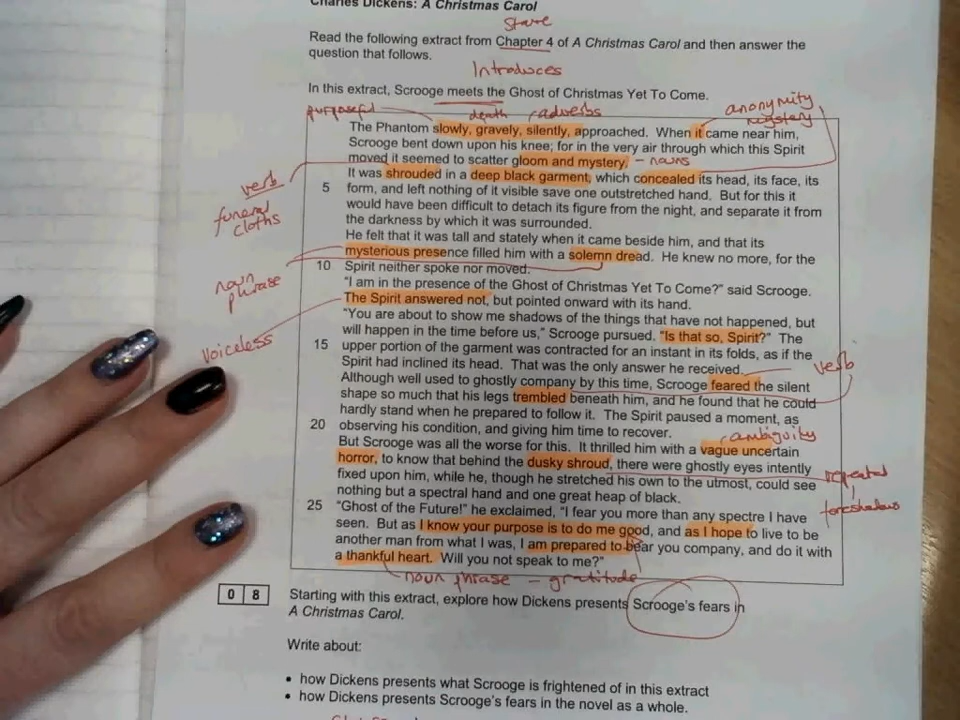 Charles Dickens: A Christmas Carol
Stave
Read the following extract from Chapter 4 of A Christmas Carol and then answer the
question that follows.
Introduces
In this extract, Scrooge meets the Ghost of Christmas Yet To Come.
purposeful
death
adverbs
anonymity
mystery
The Phantom slowly, gravely, silently, approached. When it came near him,
Scrooge bent down upon his knee; for in the very air through which this Spirit
moved it seemed to scatter gloom and mystery. – nouns
It was shrouded in a deep black garment, which concealed its head, its face, its
verb
5 form, and left nothing of it visible save one outstretched hand. But for this it
would have been difficult to detach its figure from the night, and separate it from
the darkness by which it was surrounded.
funeral
cloths
He felt that it was tall and stately when it came beside him, and that its
mysterious presence filled him with a solemn dread. He knew no more, for the
10 Spirit neither spoke nor moved.
noun
phrase
"I am in the presence of the Ghost of Christmas Yet To Come?" said Scrooge.
The Spirit answered not, but pointed onward with its hand.
"You are about to show me shadows of the things that have not happened, but
will happen in the time before us," Scrooge pursued. "Is that so, Spirit?" The
voiceless
15 upper portion of the garment was contracted for an instant in its folds, as if the
Spirit had inclined its head. That was the only answer he received.
verb
Although well used to ghostly company by this time, Scrooge feared the silent
shape so much that his legs trembled beneath him, and he found that he could
hardly stand when he prepared to follow it. The Spirit paused a moment, as
20 observing his condition, and giving him time to recover.
ambiguity
But Scrooge was all the worse for this. It thrilled him with a vague uncertain
horror, to know that behind the dusky shroud, there were ghostly eyes intently
repeated
fixed upon him, while he, though he stretched his own to the utmost, could see
nothing but a spectral hand and one great heap of black.
foreshadows
25 "Ghost of the Future!" he exclaimed, "I fear you more than any spectre I have
seen. But as I know your purpose is to do me good, and as I hope to live to be
another man from what I was, I am prepared to bear you company, and do it with
a thankful heart. Will you not speak to me?"
noun phrase – gratitude
0 8 Starting with this extract, explore how Dickens presents Scrooge's fears in
A Christmas Carol.
Write about:
• how Dickens presents what Scrooge is frightened of in this extract
• how Dickens presents Scrooge's fears in the novel as a whole.